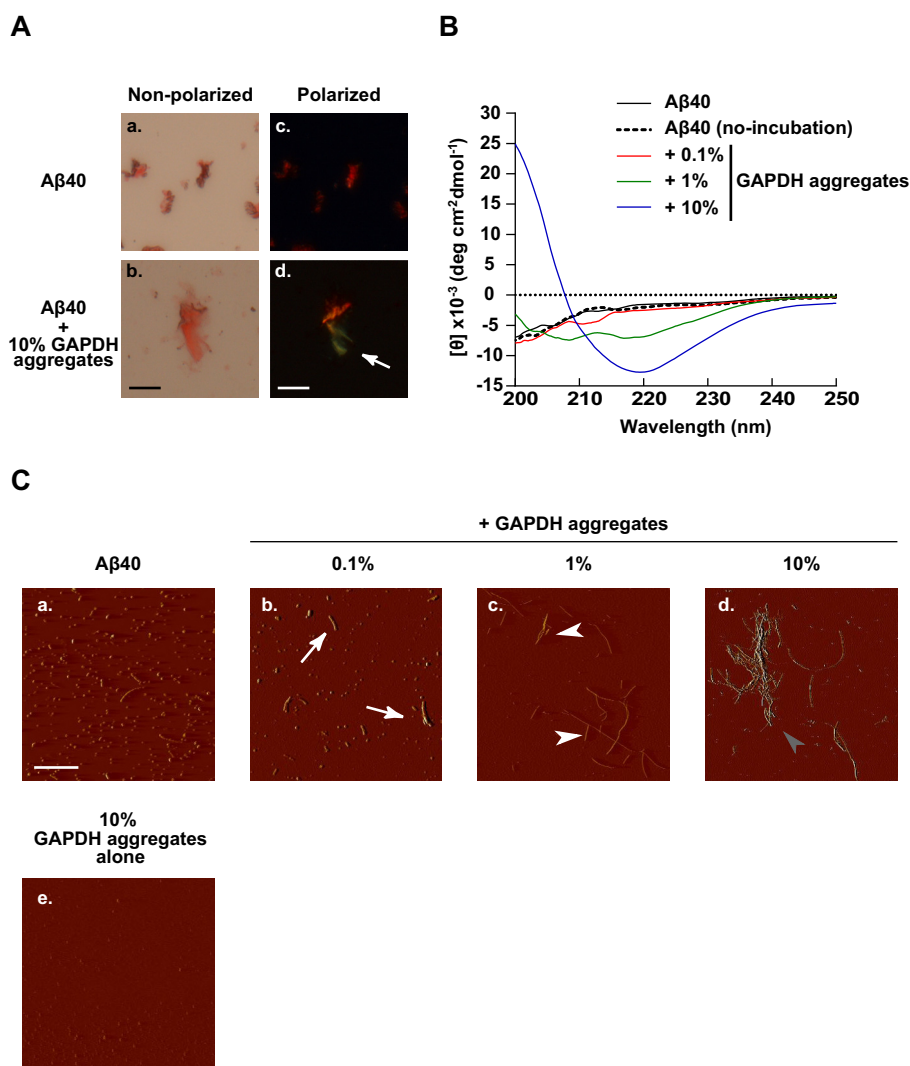 A
Non-polarized
Polarized
a.
c.
Aβ40
b.
d.
Aβ40
+
10% GAPDH
aggregates
B
30
25
20
15
10
5
0
-5
-10
-15
[θ] x10⁻³ (deg cm⁻²dmol⁻¹)
200
210
220
230
240
250
Wavelength (nm)
Aβ40
Aβ40 (no-incubation)
+ 0.1%
+ 1%
+ 10%
GAPDH aggregates
C
+ GAPDH aggregates
Aβ40
0.1%
1%
10%
a.
b.
c.
d.
10%
GAPDH aggregates
alone
e.